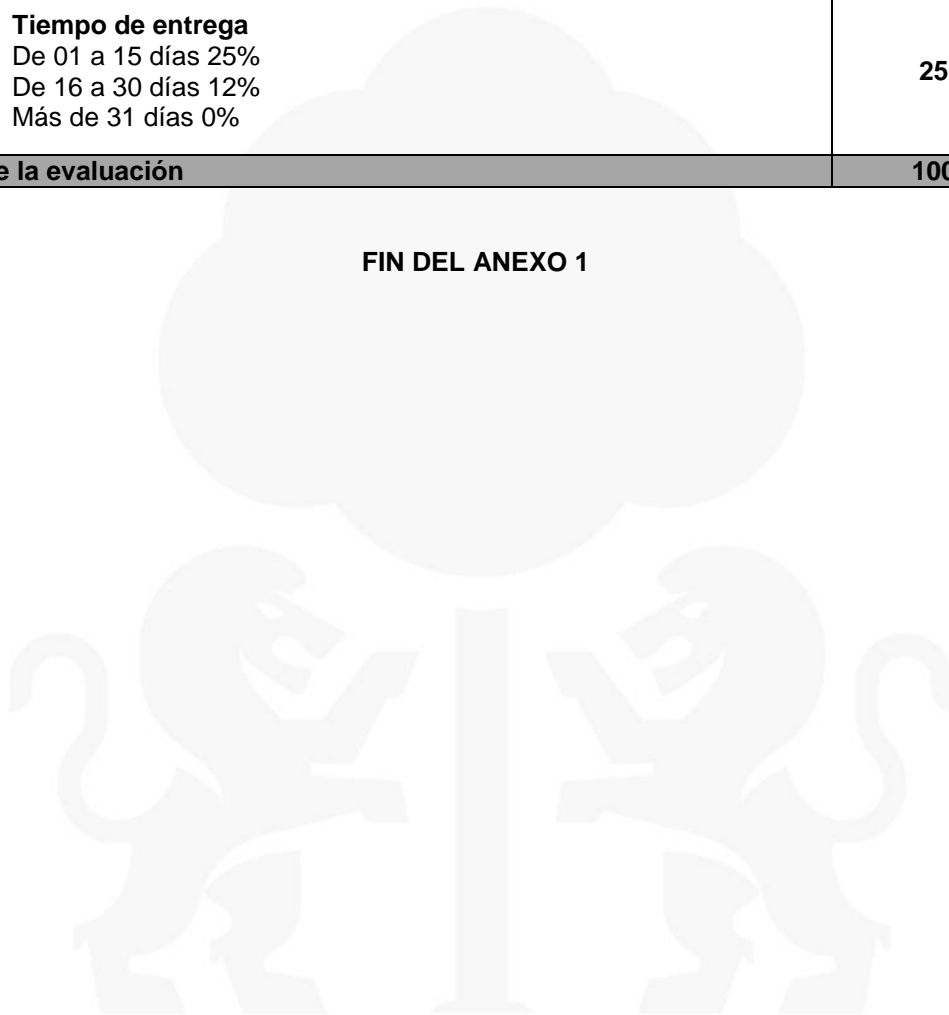 Tiempo de entrega
De 01 a 15 días 25%
De 16 a 30 días 12%
Más de 31 días 0%
25
e la evaluación 100
FIN DEL ANEXO 1